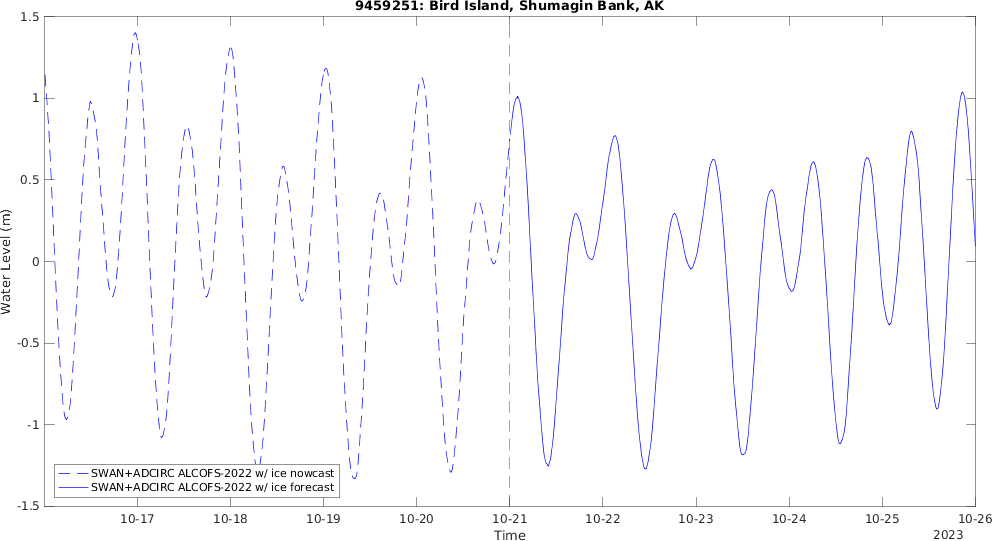 9459251: Bird Island, Shumagin Bank, AK
1.5
1
0.5
0
-0.5
-1
-1.5
Water Level (m)
SWAN+ADCIRC ALCOFS-2022 w/ ice nowcast
SWAN+ADCIRC ALCOFS-2022 w/ ice forecast
10-17 10-18 10-19 10-20 10-21 10-22 10-23 10-24 10-25 10-26
Time
2023